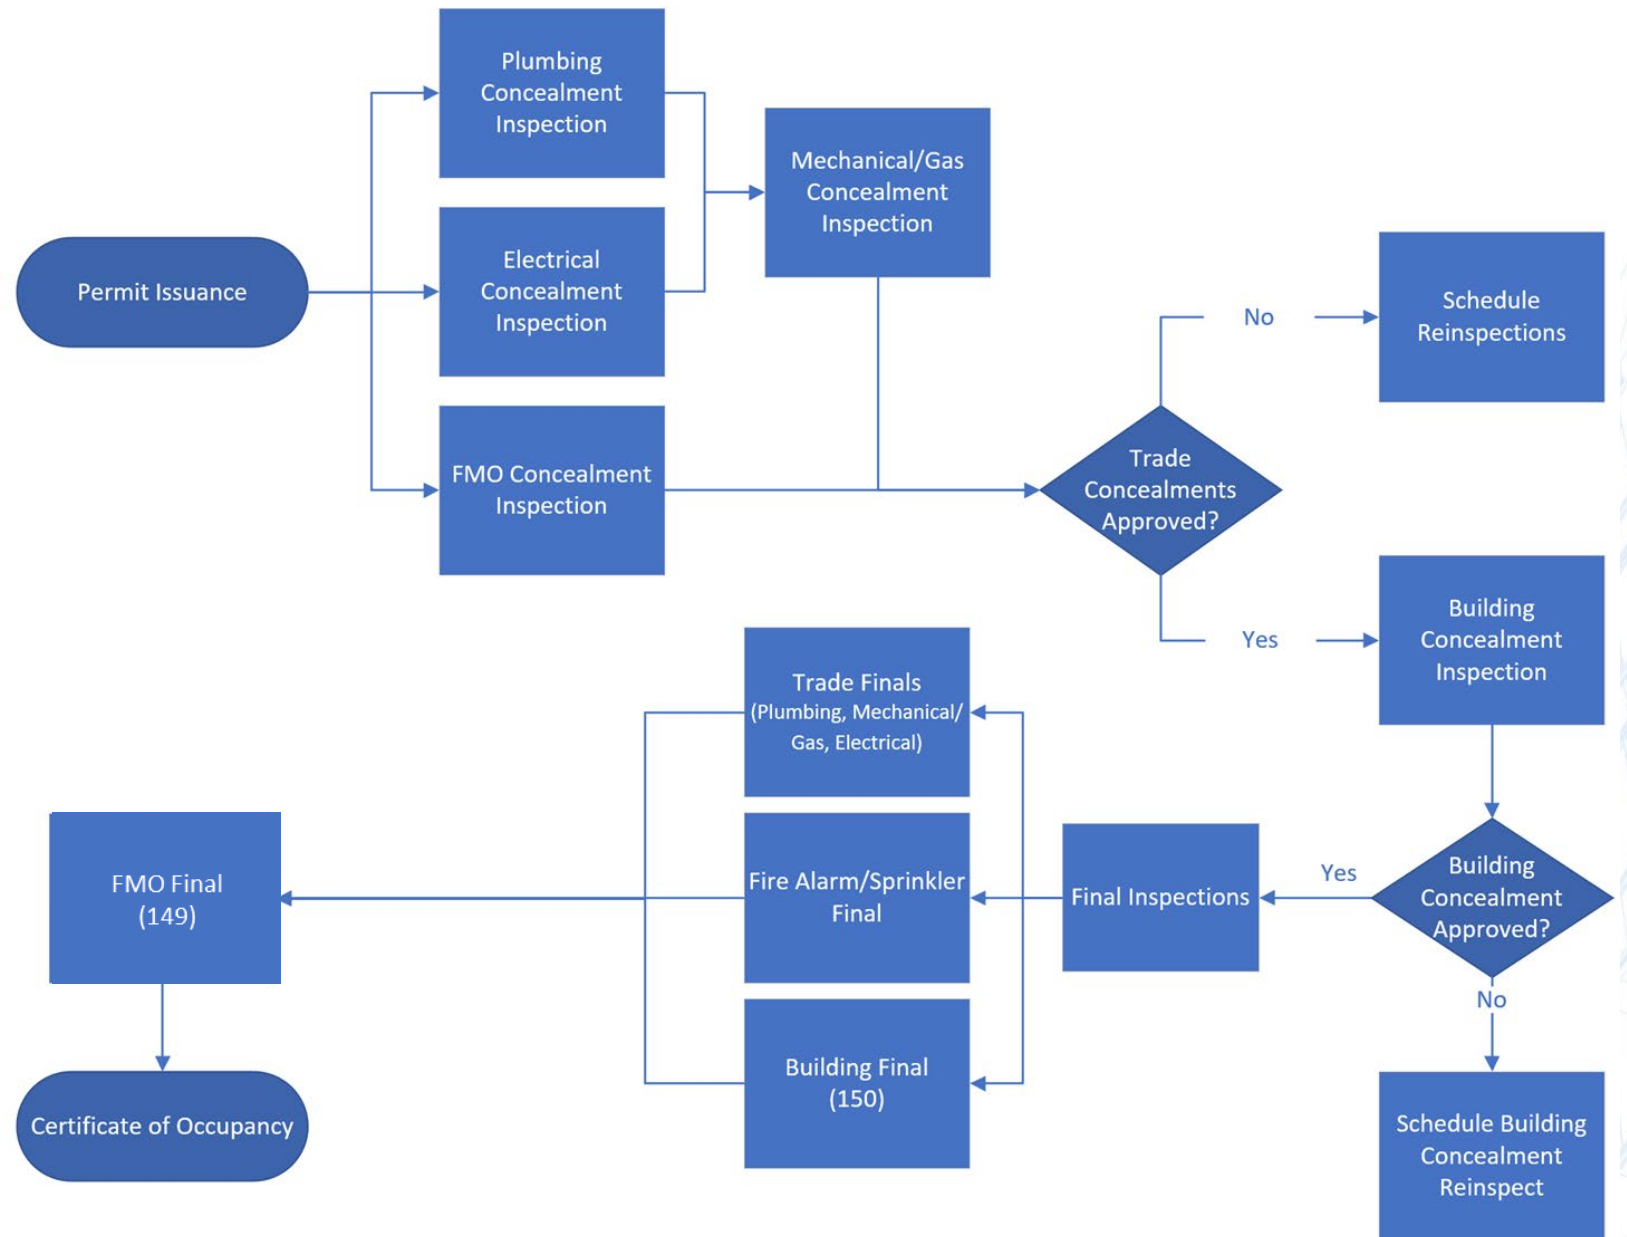 Plumbing
Concealment
Inspection
Mechanical/Gas
Concealment
Inspection
Electrical
Concealment
Inspection
Permit Issuance
FMO Concealment
Inspection
Trade
Concealments
Approved?
No
Schedule
Reinspections
Yes
Building
Concealment
Inspection
Building
Concealment
Approved?
No
Schedule Building
Concealment
Reinspect
Yes
Final Inspections
Trade Finals
(Plumbing, Mechanical/
Gas, Electrical)
Fire Alarm/Sprinkler
Final
Building Final
(150)
FMO Final
(149)
Certificate of Occupancy